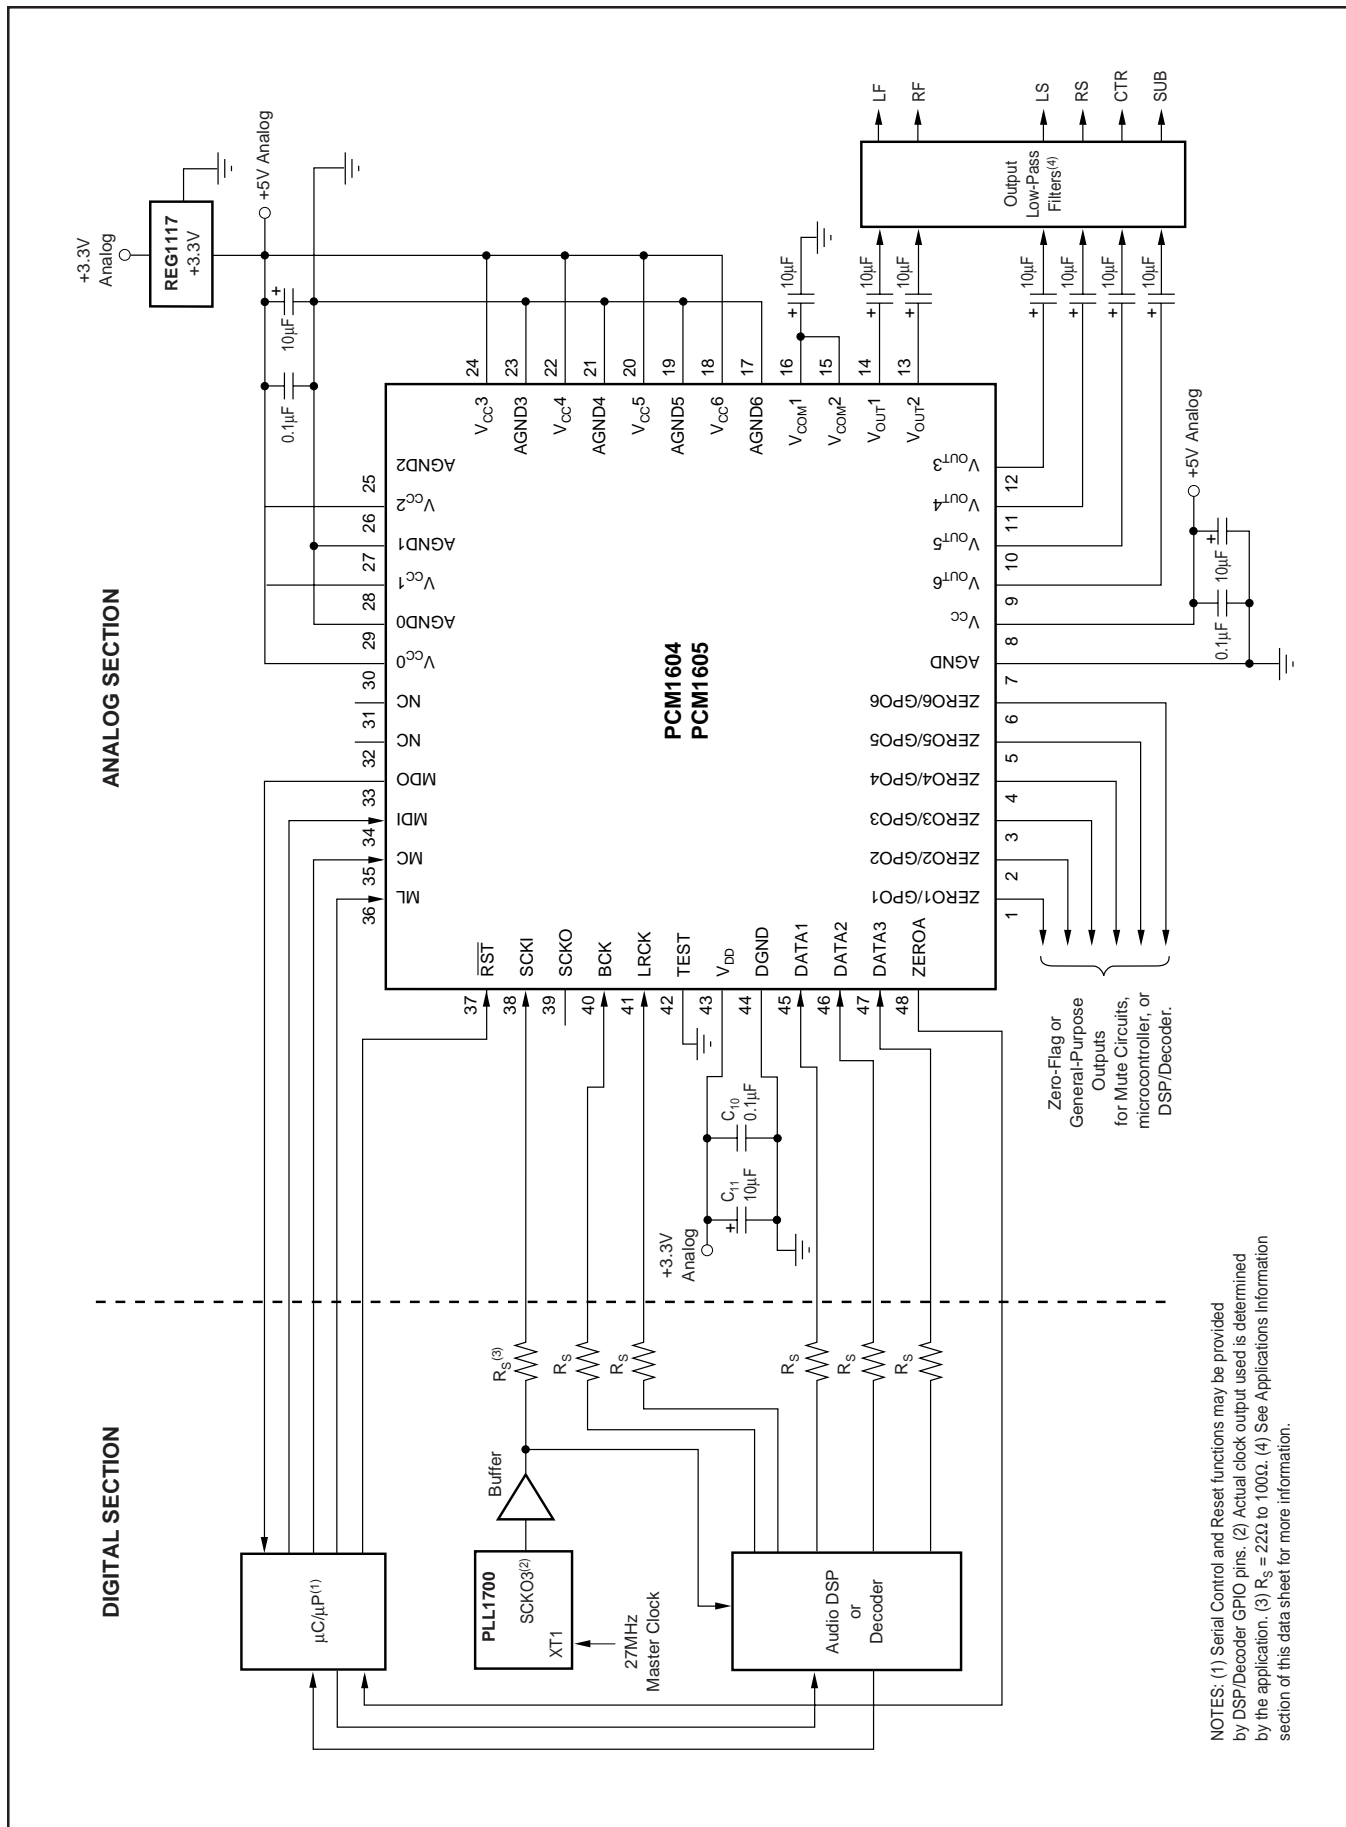 ANALOG SECTION
DIGITAL SECTION
+3.3V
Analog
REG1117
+3.3V
+5V Analog
10µF
+
0.1µF
LF
RF
LS
RS
CTR
SUB
Output
Low-Pass
Filters(4)
10µF
+
10µF
+
10µF
+
10µF
+
10µF
+
10µF
+
10µF
+
24
23
22
21
20
19
18
17
16
15
14
13
VCC3
AGND3
VCC4
AGND4
VCC5
AGND5
VCC6
AGND6
VCOM1
VCOM2
VOUT1
VOUT2
AGND2
25
VCC2
26
AGND1
27
VCC1
28
AGND0
29
VCC0
30
NC
31
NC
32
MDO
33
MDI
34
MC
35
ML
36
PCM1604
PCM1605
VOUT3
12
VOUT4
11
VOUT5
10
VOUT6
9
VCC
8
AGND
7
ZERO6/GPO6
6
ZERO5/GPO5
5
ZERO4/GPO4
4
ZERO3/GPO3
3
ZERO2/GPO2
2
ZERO1/GPO1
1
+5V Analog
10µF
+
0.1µF
RST
SCKI
SCKO
BCK
LRCK
TEST
VDD
DGND
DATA1
DATA2
DATA3
ZEROA
37
38
39
40
41
42
43
44
45
46
47
48
C10
0.1µF
C11
10µF
+
+3.3V
Analog
Zero-Flag or
General-Purpose
Outputs
for Mute Circuits,
microcontroller, or
DSP/Decoder.
RS(3)
RS
RS
RS
RS
RS
Buffer
µC/µP(1)
PLL1700
SCKO3(2)
XT1
27MHz
Master Clock
Audio DSP
or
Decoder
NOTES: (1) Serial Control and Reset functions may be provided
by DSP/Decoder GPIO pins. (2) Actual clock output used is determined
by the application. (3) RS = 22Ω to 100Ω. (4) See Applications Information
section of this data sheet for more information.